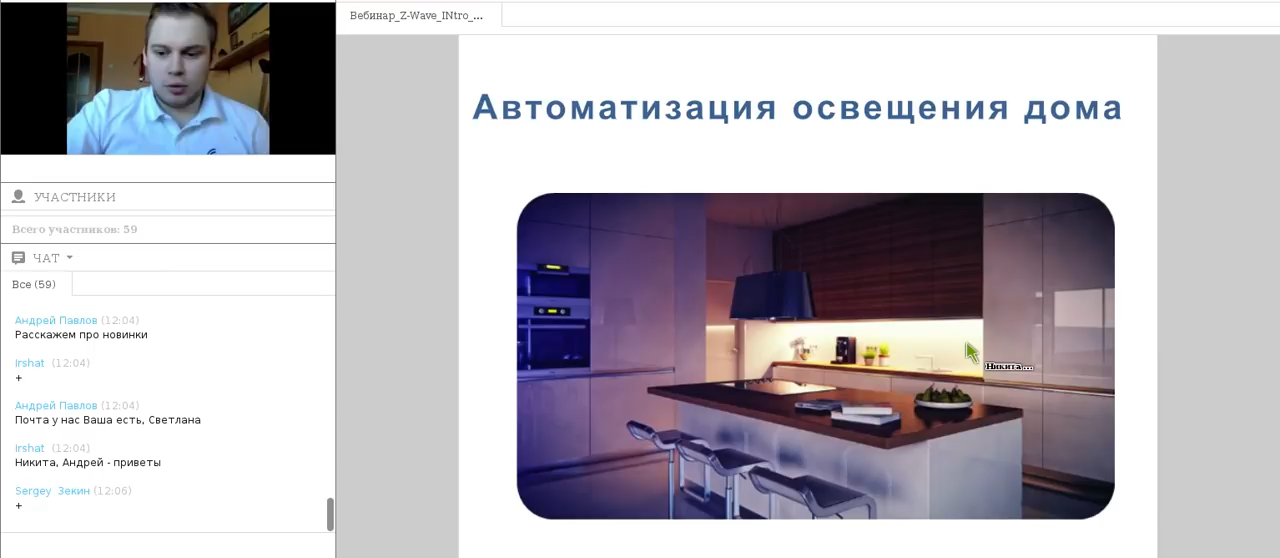 Вебинар_Z-Wave_INtro_...
Автоматизация освещения дома
Никита ...
УЧАСТНИКИ
Всего участников: 59
ЧАТ
Все (59)
Андрей Павлов (12:04)
Расскажем про новинки
Irshat (12:04)
+
Андрей Павлов (12:04)
Почта у нас Ваша есть, Светлана
Irshat (12:04)
Никита, Андрей - приветы
Sergey Зекин (12:06)
+